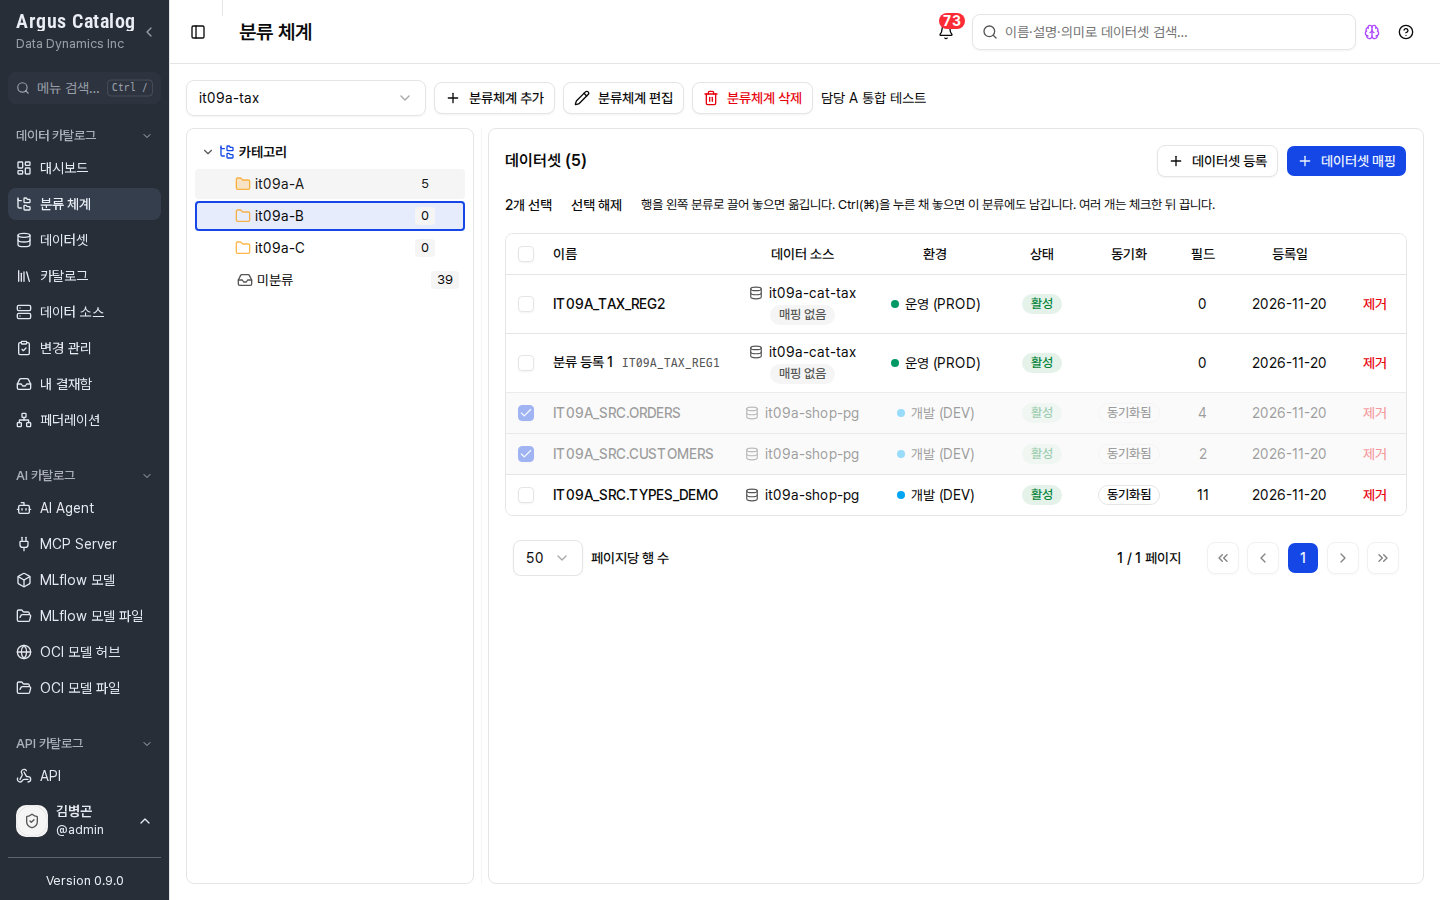 Argus Catalog
Data Dynamics Inc
메뉴 검색... Ctrl /
데이터 카탈로그
대시보드
분류 체계
데이터셋
카탈로그
데이터 소스
변경 관리
내 결재함
페더레이션
AI 카탈로그
AI Agent
MCP Server
MLflow 모델
MLflow 모델 파일
OCI 모델 허브
OCI 모델 파일
API 카탈로그
API
김병곤
@admin
Version 0.9.0
분류 체계
73
이름·설명·의미로 데이터셋 검색...
it09a-tax
분류체계 추가
분류체계 편집
분류체계 삭제
담당 A 통합 테스트
카테고리
it09a-A 5
it09a-B 0
it09a-C 0
미분류 39
데이터셋 (5)
데이터셋 등록
데이터셋 매핑
2개 선택 선택 해제 행을 왼쪽 분류로 끌어 놓으면 옮깁니다. Ctrl(⌘)을 누른 채 놓으면 이 분류에도 남깁니다. 여러 개는 체크한 뒤 끕니다.
이름 데이터 소스 환경 상태 동기화 필드 등록일
IT09A_TAX_REG2 it09a-cat-tax 매핑 없음 운영 (PROD) 활성 0 2026-11-20 제거
분류 등록 1 IT09A_TAX_REG1 it09a-cat-tax 매핑 없음 운영 (PROD) 활성 0 2026-11-20 제거
IT09A_SRC.ORDERS it09a-shop-pg 개발 (DEV) 활성 동기화됨 4 2026-11-20 제거
IT09A_SRC.CUSTOMERS it09a-shop-pg 개발 (DEV) 활성 동기화됨 2 2026-11-20 제거
IT09A_SRC.TYPES_DEMO it09a-shop-pg 개발 (DEV) 활성 동기화됨 11 2026-11-20 제거
50 페이지당 행 수
1 / 1 페이지
1